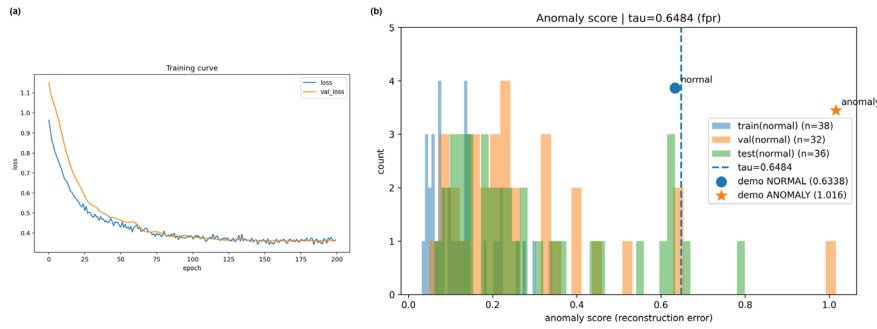 (a)
Training curve
loss
val_loss
1.1
1.0
0.9
0.8
0.7
0.6
0.5
0.4
loss
0
25
50
75
100
125
150
175
200
epoch
(b)
Anomaly score | tau=0.6484 (fpr)
5
4
3
2
1
0
count
normal
anomaly
train(normal) (n=38)
val(normal) (n=32)
test(normal) (n=36)
tau=0.6484
demo NORMAL (0.6338)
demo ANOMALY (1.016)
0.0
0.2
0.4
0.6
0.8
1.0
anomaly score (reconstruction error)